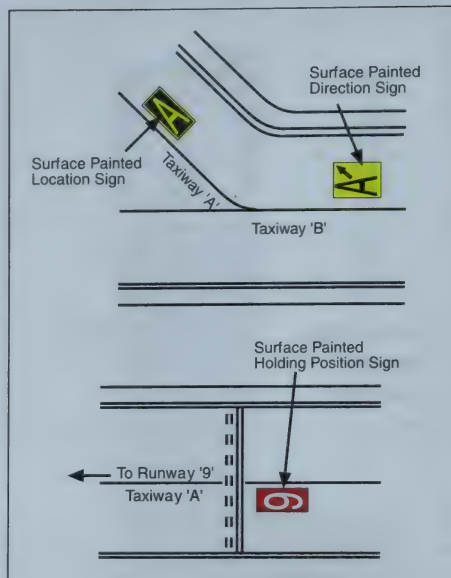 Surface Painted
Direction Sign
A
A
Surface Painted
Location Sign
Taxiway 'A'
Taxiway 'B'
Surface Painted
Holding Position Sign
To Runway '9'
Taxiway 'A'
9